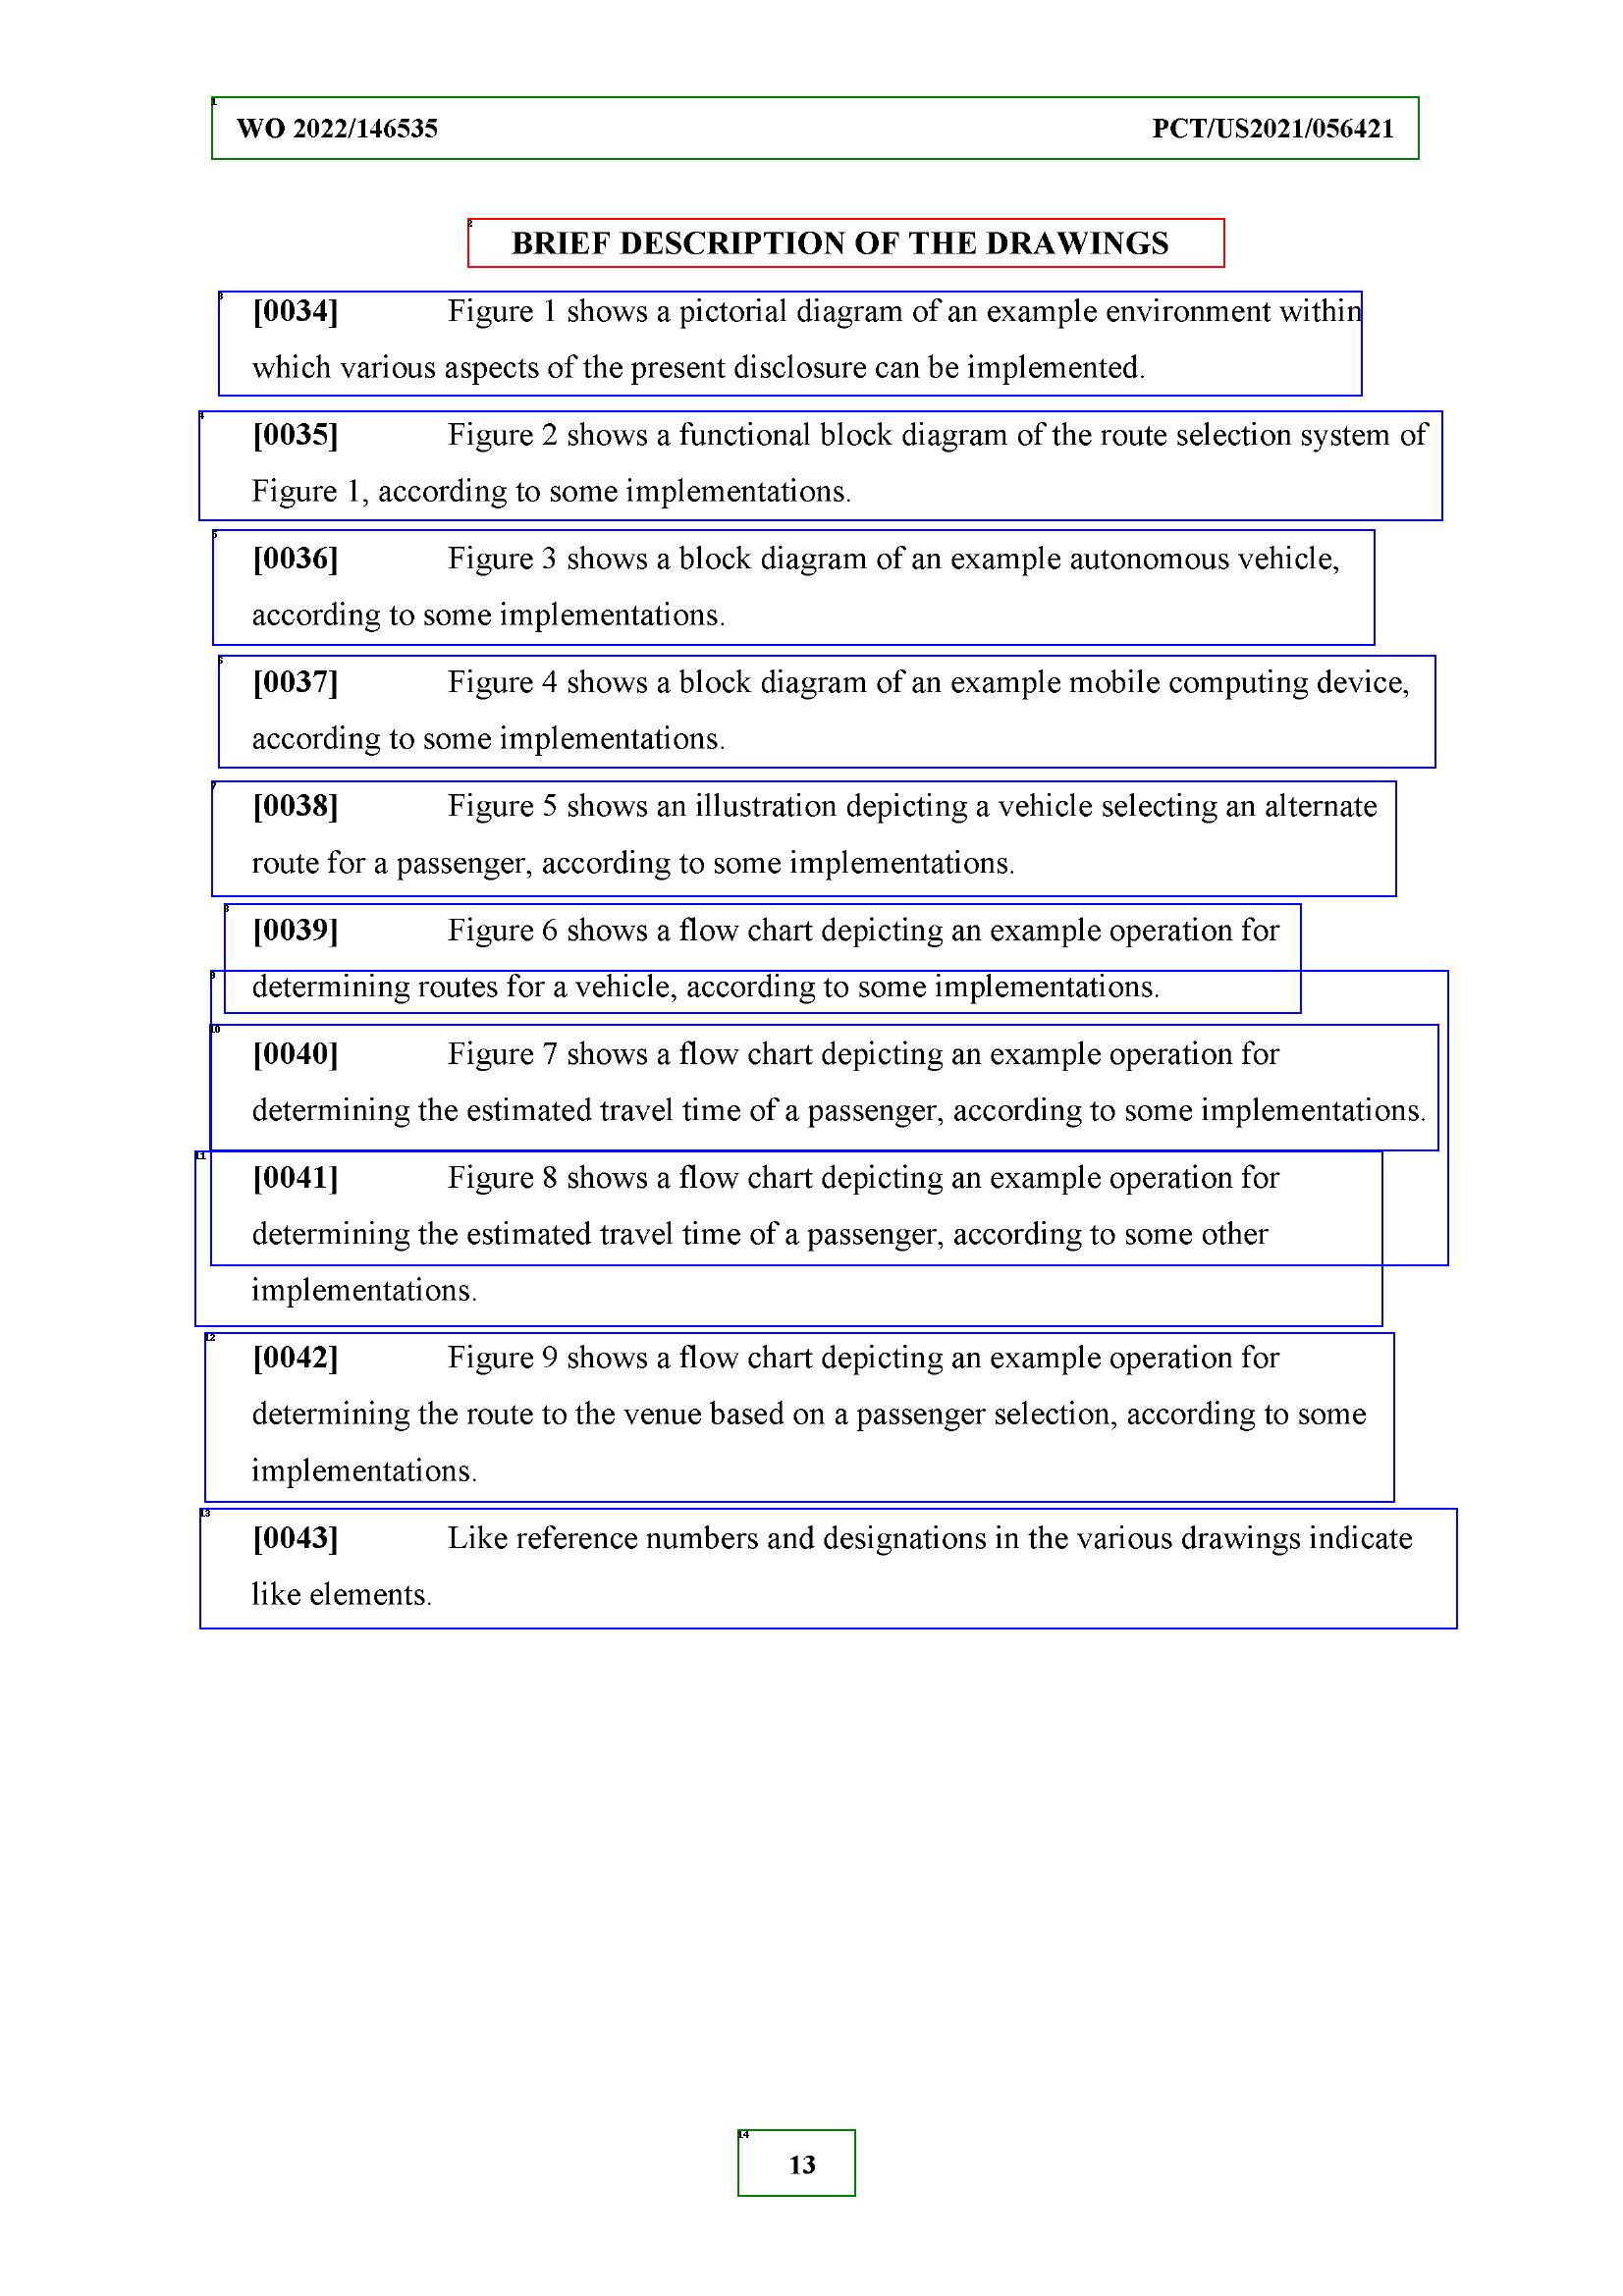 WO 2022/146535 PCT/US2021/056421
BRIEF DESCRIPTION OF THE DRAWINGS
[0034] Figure 1 shows a pictorial diagram of an example environment within
which various aspects of the present disclosure can be implemented.
[0035] Figure 2 shows a functional block diagram of the route selection system of
Figure 1, according to some implementations.
[0036] Figure 3 shows a block diagram of an example autonomous vehicle,
according to some implementations.
[0037] Figure 4 shows a block diagram of an example mobile computing device,
according to some implementations.
[0038] Figure 5 shows an illustration depicting a vehicle selecting an alternate
route for a passenger, according to some implementations.
[0039] Figure 6 shows a flow chart depicting an example operation for
determining routes for a vehicle, according to some implementations.
[0040] Figure 7 shows a flow chart depicting an example operation for
determining the estimated travel time of a passenger, according to some implementations.
[0041] Figure 8 shows a flow chart depicting an example operation for
determining the estimated travel time of a passenger, according to some other
implementations.
[0042] Figure 9 shows a flow chart depicting an example operation for
determining the route to the venue based on a passenger selection, according to some
implementations.
[0043] Like reference numbers and designations in the various drawings indicate
like elements.
13